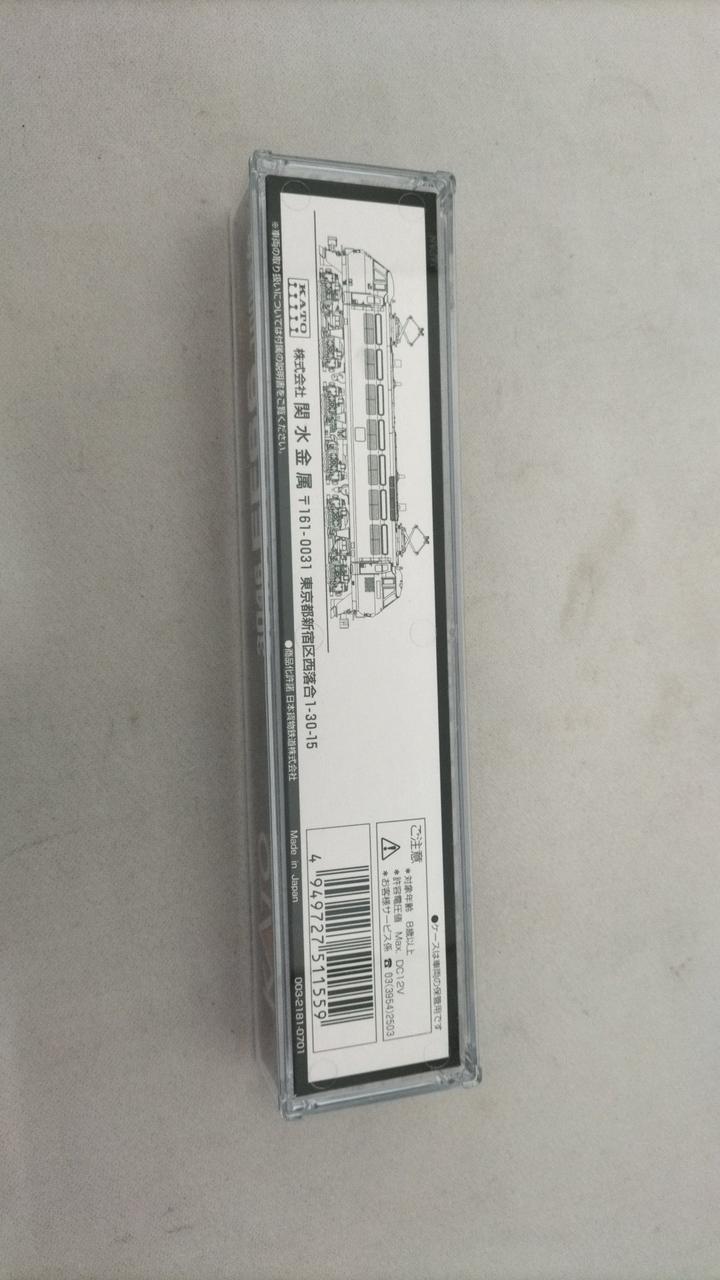 ●ケースは車両の保管用です
KATO
株式会社 関水金属 〒161-0031 東京都新宿区西落合1-30-15
※車両の取り扱いについては付属の説明書をご覧ください。
●商品化許諾 日本貨物鉄道株式会社
ご注意
*対象年齢 8歳以上
*許容電圧値 Max. DC12V
*お客様サービス係 ☎ 03(3954)2503
4 949727 511559
Made in Japan
003-2181-0701